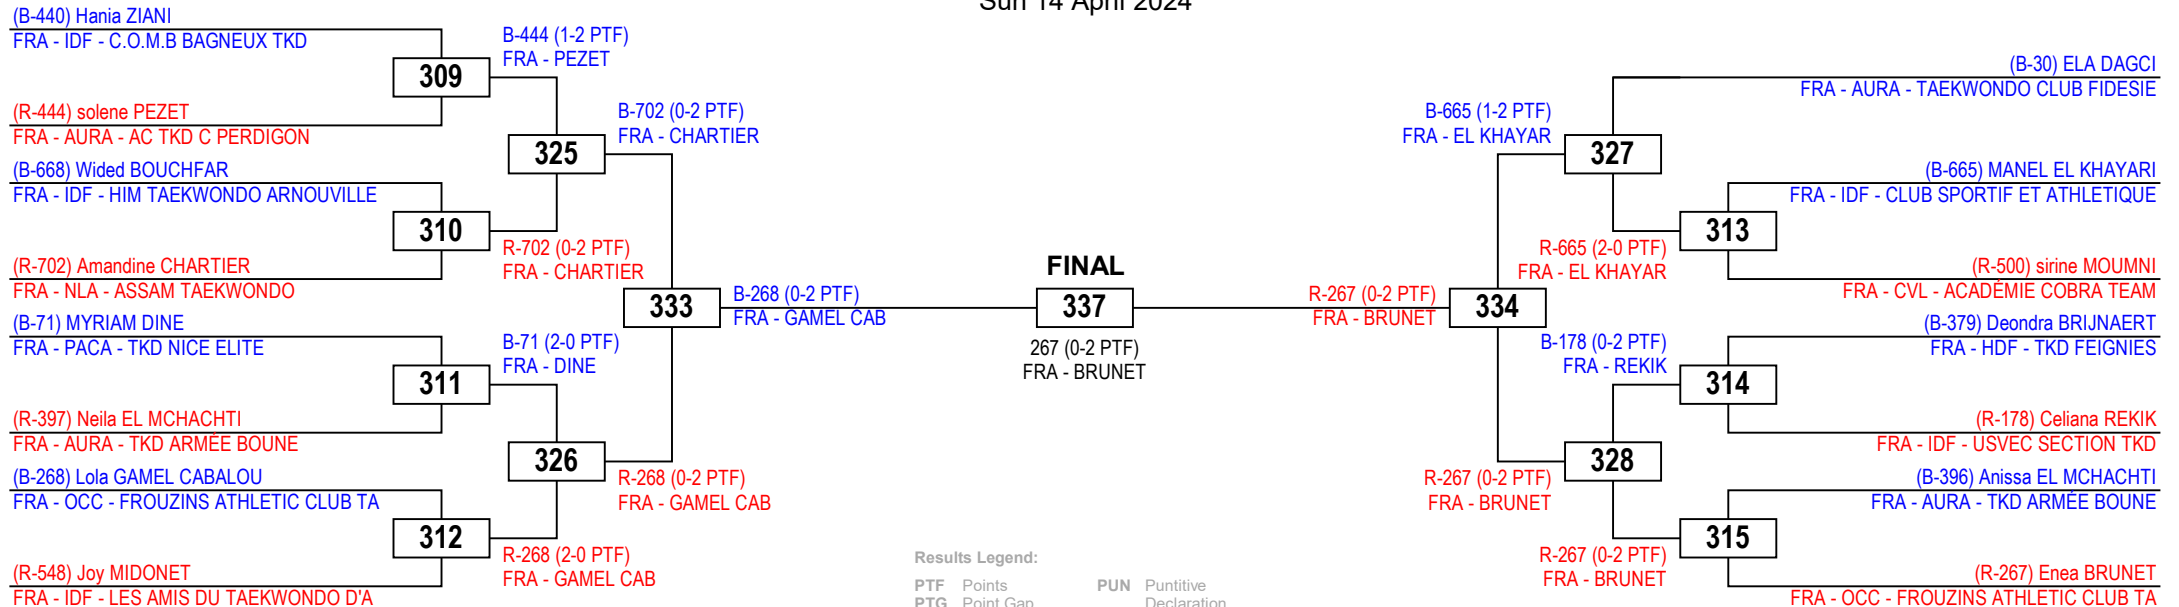 Sun 14 April 2024
(B-440) Hania ZIANI
FRA - IDF - C.O.M.B BAGNEUX TKD
309
(R-444) solene PEZET
FRA - AURA - AC TKD C PERDIGON
B-444 (1-2 PTF)
FRA - PEZET
(B-668) Wided BOUCHFAR
FRA - IDF - HIM TAEKWONDO ARNOUVILLE
310
(R-702) Amandine CHARTIER
FRA - NLA - ASSAM TAEKWONDO
R-702 (0-2 PTF)
FRA - CHARTIER
325
B-702 (0-2 PTF)
FRA - CHARTIER
(B-71) MYRIAM DINE
FRA - PACA - TKD NICE ELITE
311
(R-397) Neila EL MCHACHTI
FRA - AURA - TKD ARMÉE BOUNE
B-71 (2-0 PTF)
FRA - DINE
(B-268) Lola GAMEL CABALOU
FRA - OCC - FROUZINS ATHLETIC CLUB TA
312
(R-548) Joy MIDONET
FRA - IDF - LES AMIS DU TAEKWONDO D'A
R-268 (2-0 PTF)
FRA - GAMEL CAB
326
R-268 (0-2 PTF)
FRA - GAMEL CAB
333
B-268 (0-2 PTF)
FRA - GAMEL CAB
FINAL
337
267 (0-2 PTF)
FRA - BRUNET
R-267 (0-2 PTF)
FRA - BRUNET
334
B-665 (1-2 PTF)
FRA - EL KHAYAR
327
(B-30) ELA DAGCI
FRA - AURA - TAEKWONDO CLUB FIDESIE
(B-665) MANEL EL KHAYARI
FRA - IDF - CLUB SPORTIF ET ATHLETIQUE
313
R-665 (2-0 PTF)
FRA - EL KHAYAR
(R-500) sirine MOUMNI
FRA - CVL - ACADÉMIE COBRA TEAM
(B-379) Deondra BRIJNAERT
FRA - HDF - TKD FEIGNIES
B-178 (0-2 PTF)
FRA - REKIK
314
(R-178) Celiana REKIK
FRA - IDF - USVEC SECTION TKD
328
R-267 (0-2 PTF)
FRA - BRUNET
(B-396) Anissa EL MCHACHTI
FRA - AURA - TKD ARMÉE BOUNE
315
R-267 (0-2 PTF)
FRA - BRUNET
(R-267) Enea BRUNET
FRA - OCC - FROUZINS ATHLETIC CLUB TA
Results Legend:
PTF Points PUN Puntitive
PTG Point Gap Declaration